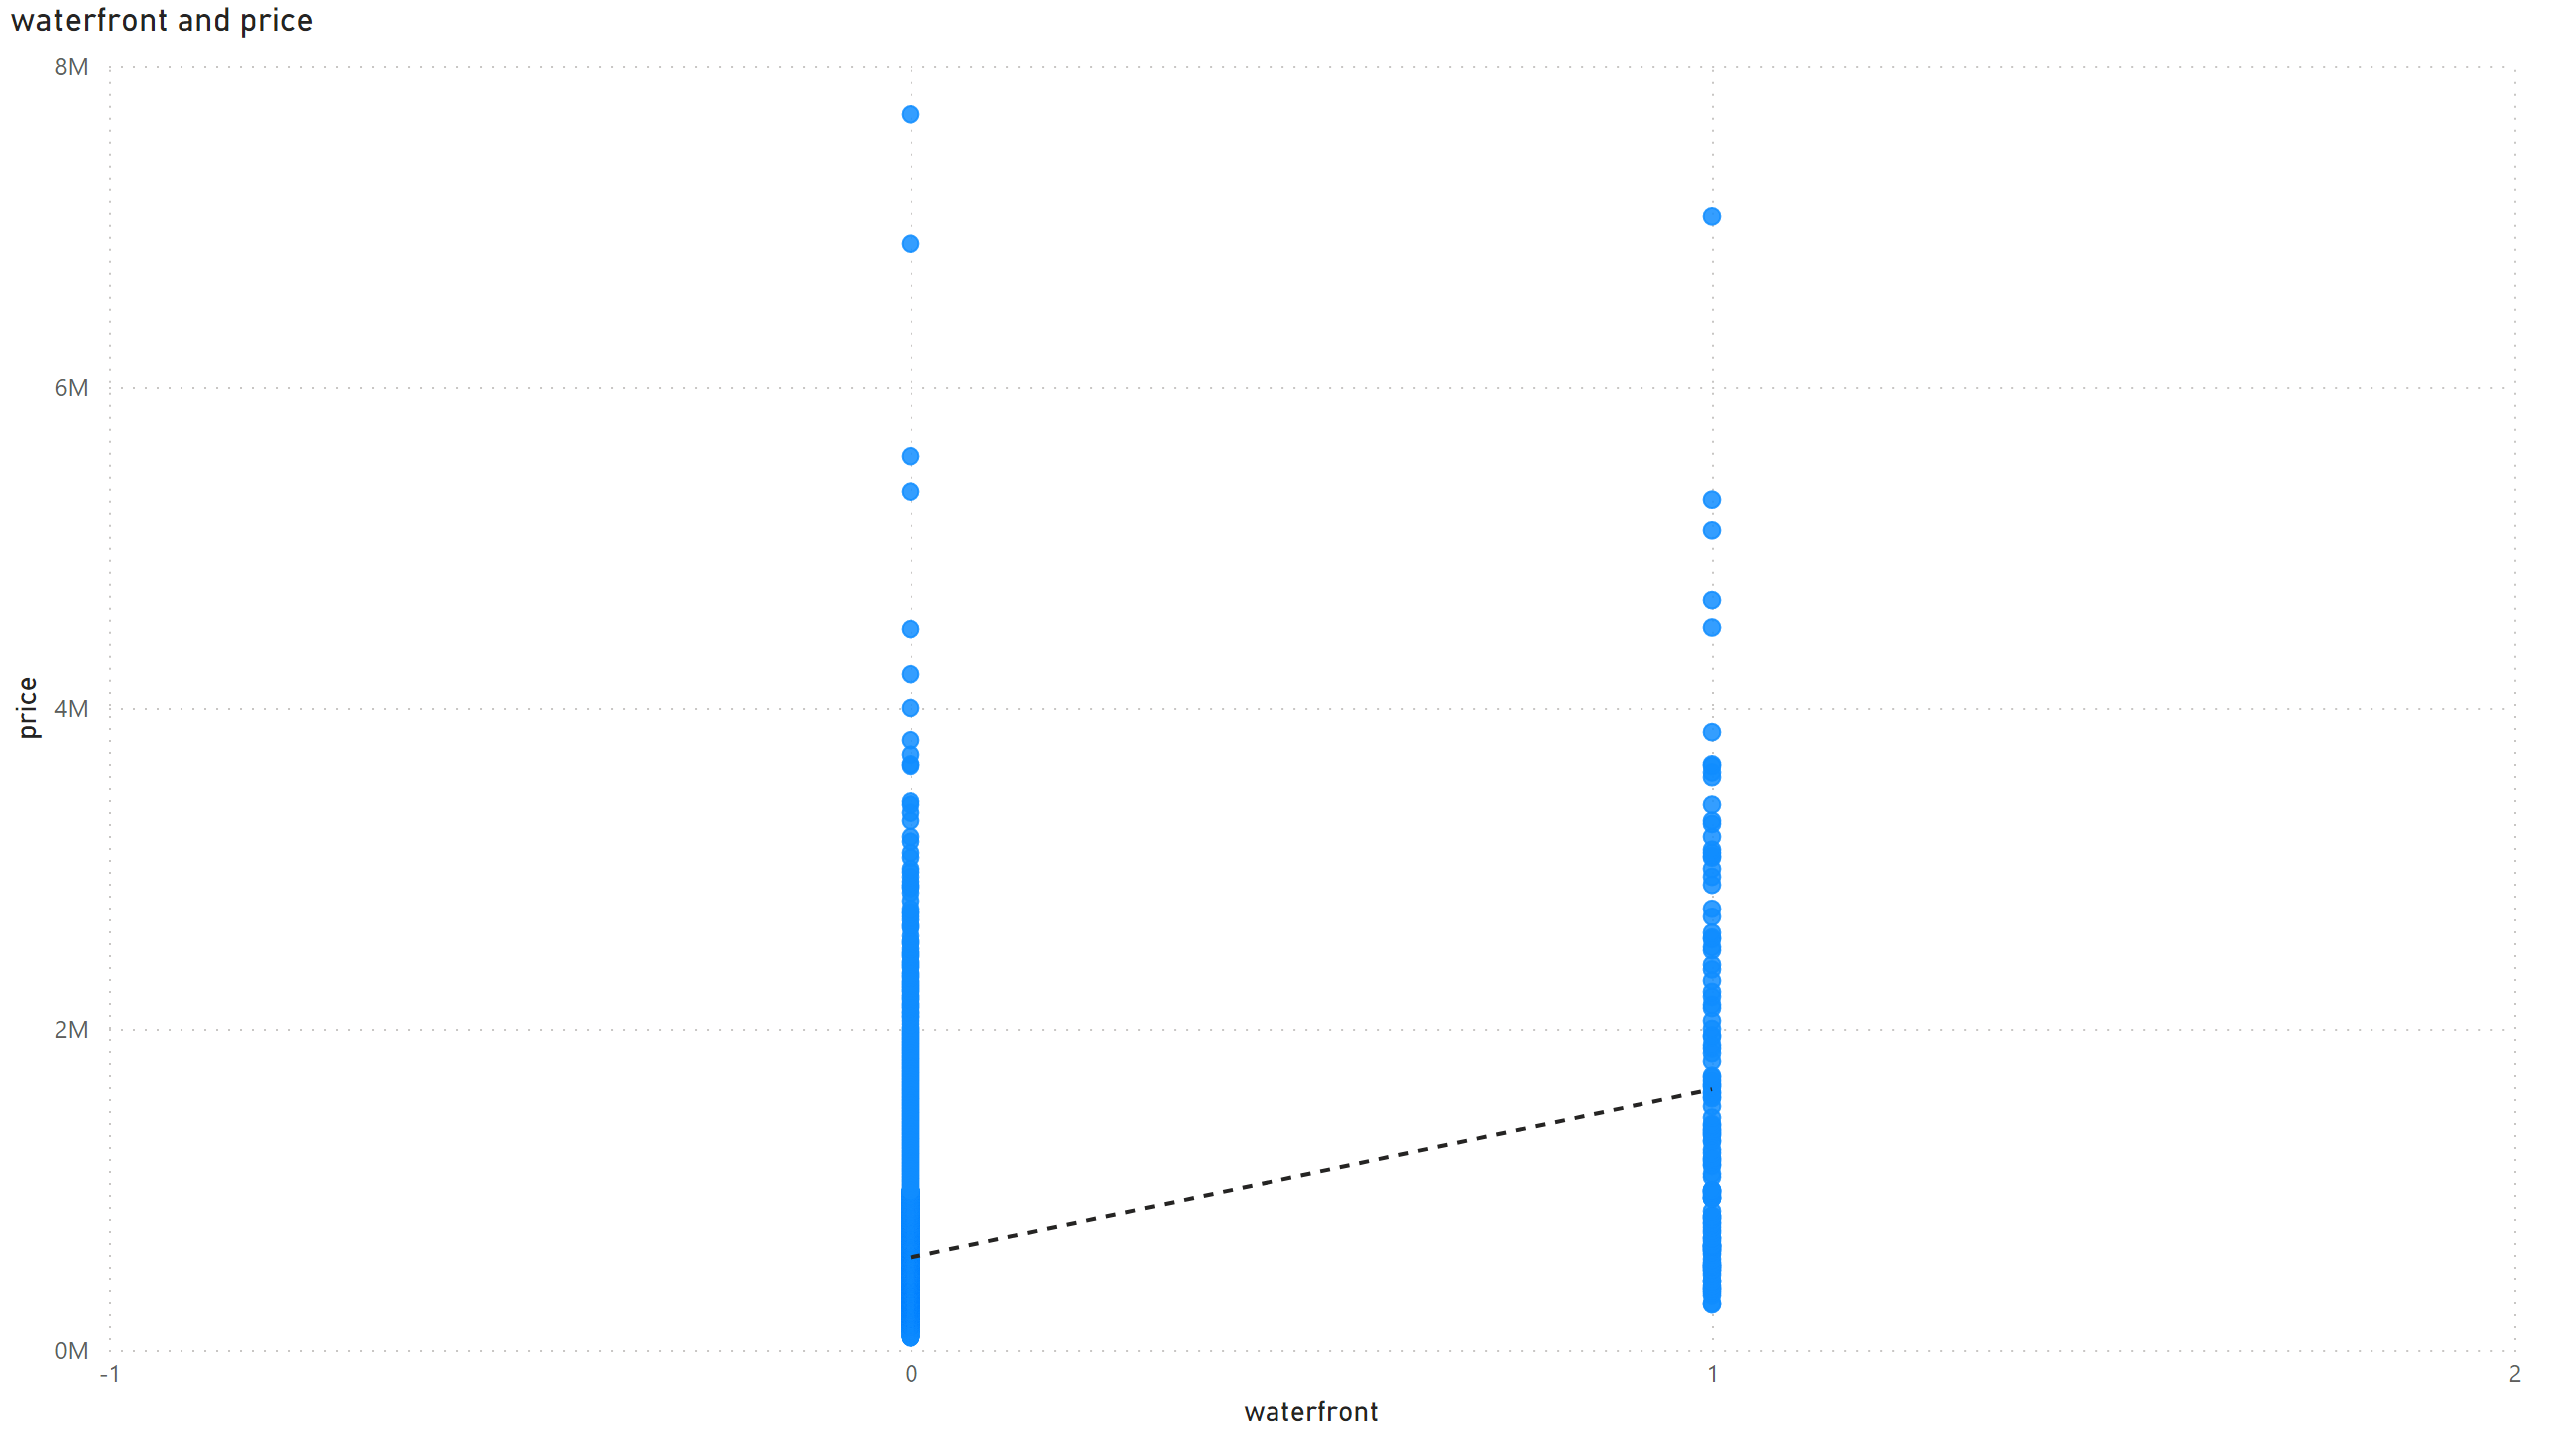 waterfront and price
8M
6M
4M
2M
0M
price
-1
0
1
2
waterfront